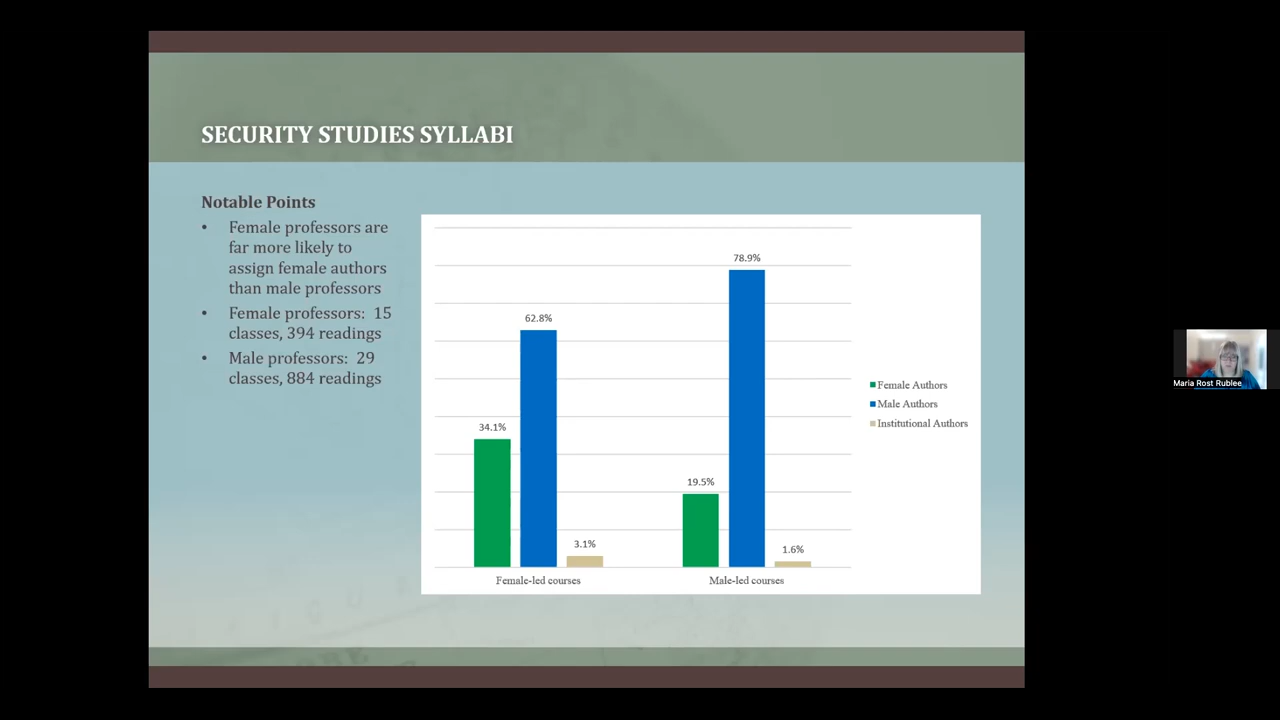 SECURITY STUDIES SYLLABI
Notable Points
• Female professors are
far more likely to
assign female authors
than male professors
• Female professors: 15
classes, 394 readings
• Male professors: 29
classes, 884 readings
78.9%
62.8%
34.1%
19.5%
3.1%
1.6%
Female-led courses
Male-led courses
Female Authors
Male Authors
Institutional Authors
Maria Rost Rublee